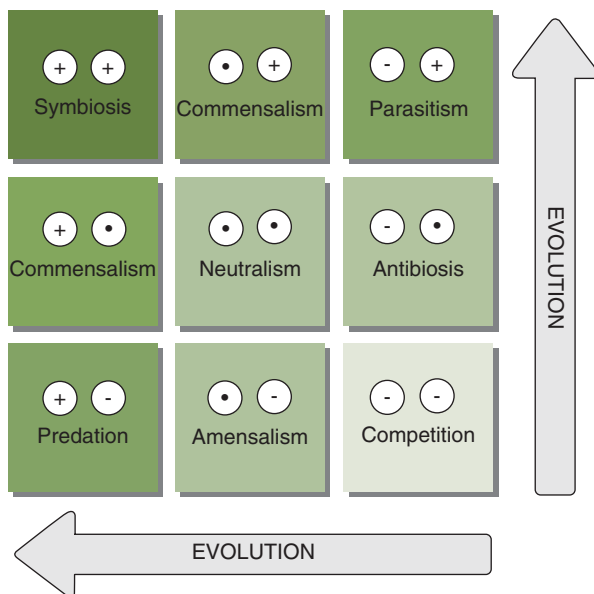 + +
Symbiosis
• +
Commensalism
- +
Parasitism
+ •
Commensalism
• •
Neutralism
- •
Antibiosis
+ -
Predation
• -
Amensalism
- -
Competition
EVOLUTION
EVOLUTION